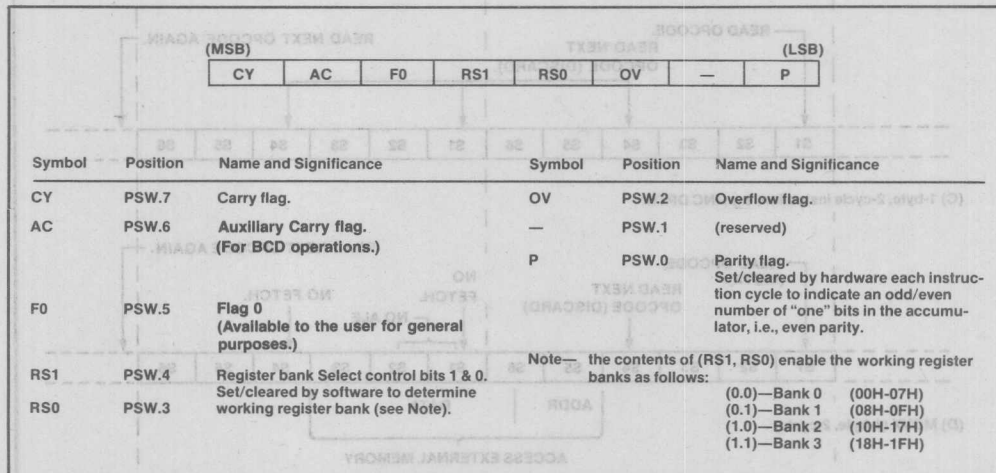 (MSB) (LSB)
CY AC F0 RS1 RS0 OV — P
Symbol Position Name and Significance
CY PSW.7 Carry flag.
AC PSW.6 Auxiliary Carry flag.
(For BCD operations.)
F0 PSW.5 Flag 0
(Available to the user for general
purposes.)
RS1 PSW.4 Register bank Select control bits 1 & 0.
Set/cleared by software to determine
RS0 PSW.3 working register bank (see Note).
Symbol Position Name and Significance
OV PSW.2 Overflow flag.
— PSW.1 (reserved)
P PSW.0 Parity flag.
Set/cleared by hardware each instruc-
tion cycle to indicate an odd/even
number of "one" bits in the accumu-
lator, i.e., even parity.
Note— the contents of (RS1, RS0) enable the working register
banks as follows:
(0.0)—Bank 0 (00H-07H)
(0.1)—Bank 1 (08H-0FH)
(1.0)—Bank 2 (10H-17H)
(1.1)—Bank 3 (18H-1FH)